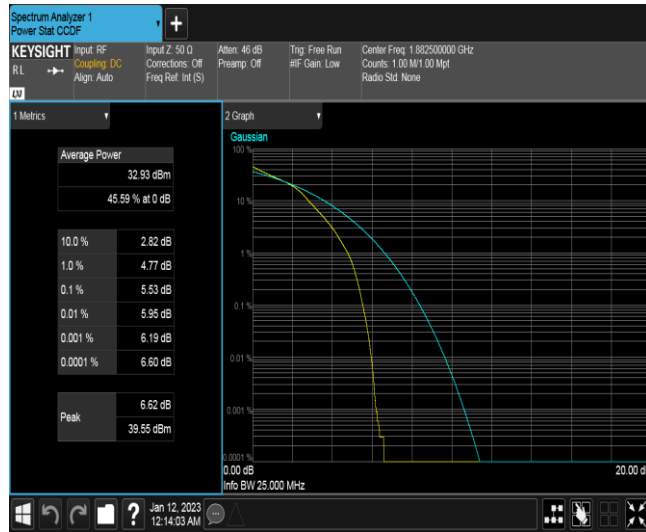 Spectrum Analyzer 1
Power Stat CCDF
KEYSIGHT
RL
LXI
Input: RF
Coupling: DC
Align: Auto
Input Z: 50 Ω
Corrections: Off
Freq Ref: Int (S)
Atten: 46 dB
Preamp: Off
Trig: Free Run
#IF Gain: Low
Center Freq: 1.882500000 GHz
Counts: 1.00 M/1.00 Mpt
Radio Std: None
1 Metrics
Average Power
32.93 dBm
45.59 % at 0 dB
10.0 % 2.82 dB
1.0 % 4.77 dB
0.1 % 5.53 dB
0.01 % 5.95 dB
0.001 % 6.19 dB
0.0001 % 6.60 dB
Peak
6.62 dB
39.55 dBm
2 Graph
Gaussian
100 %
10 %
1 %
0.1 %
0.01 %
0.001 %
0.0001 %
0.00 dB
20.00 d
Info BW 25.000 MHz
?
Jan 12, 2023
12:14:03 AM